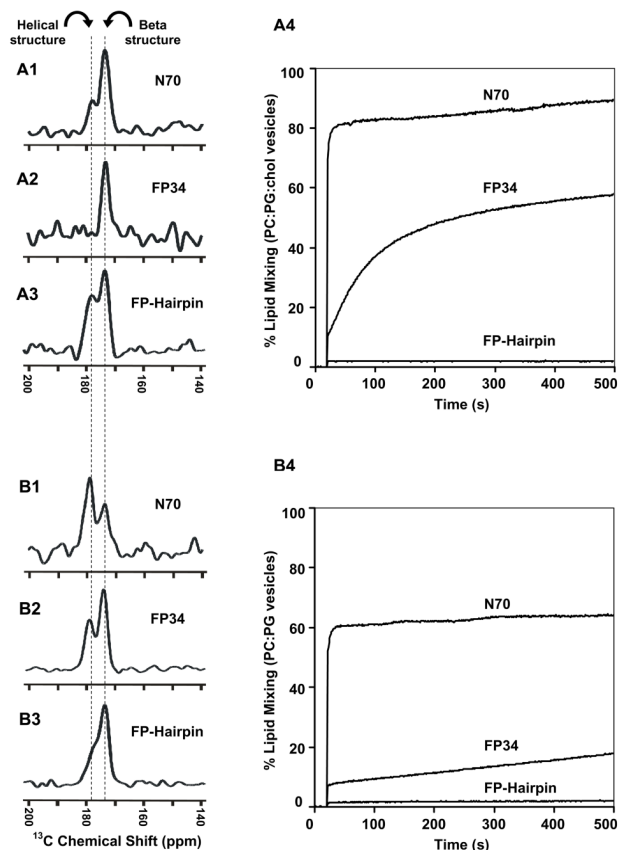 Helical structure
Beta structure
A1
N70
A2
FP34
A3
FP-Hairpin
200
180
160
140
B1
N70
B2
FP34
B3
FP-Hairpin
200
180
160
140
13C Chemical Shift (ppm)
A4
% Lipid Mixing (PC:PG:chol vesicles)
100
80
60
40
20
0
N70
FP34
FP-Hairpin
0 100 200 300 400 500
Time (s)
B4
% Lipid Mixing (PC:PG vesicles)
100
80
60
40
20
0
N70
FP34
FP-Hairpin
0 100 200 300 400 500
Time (s)